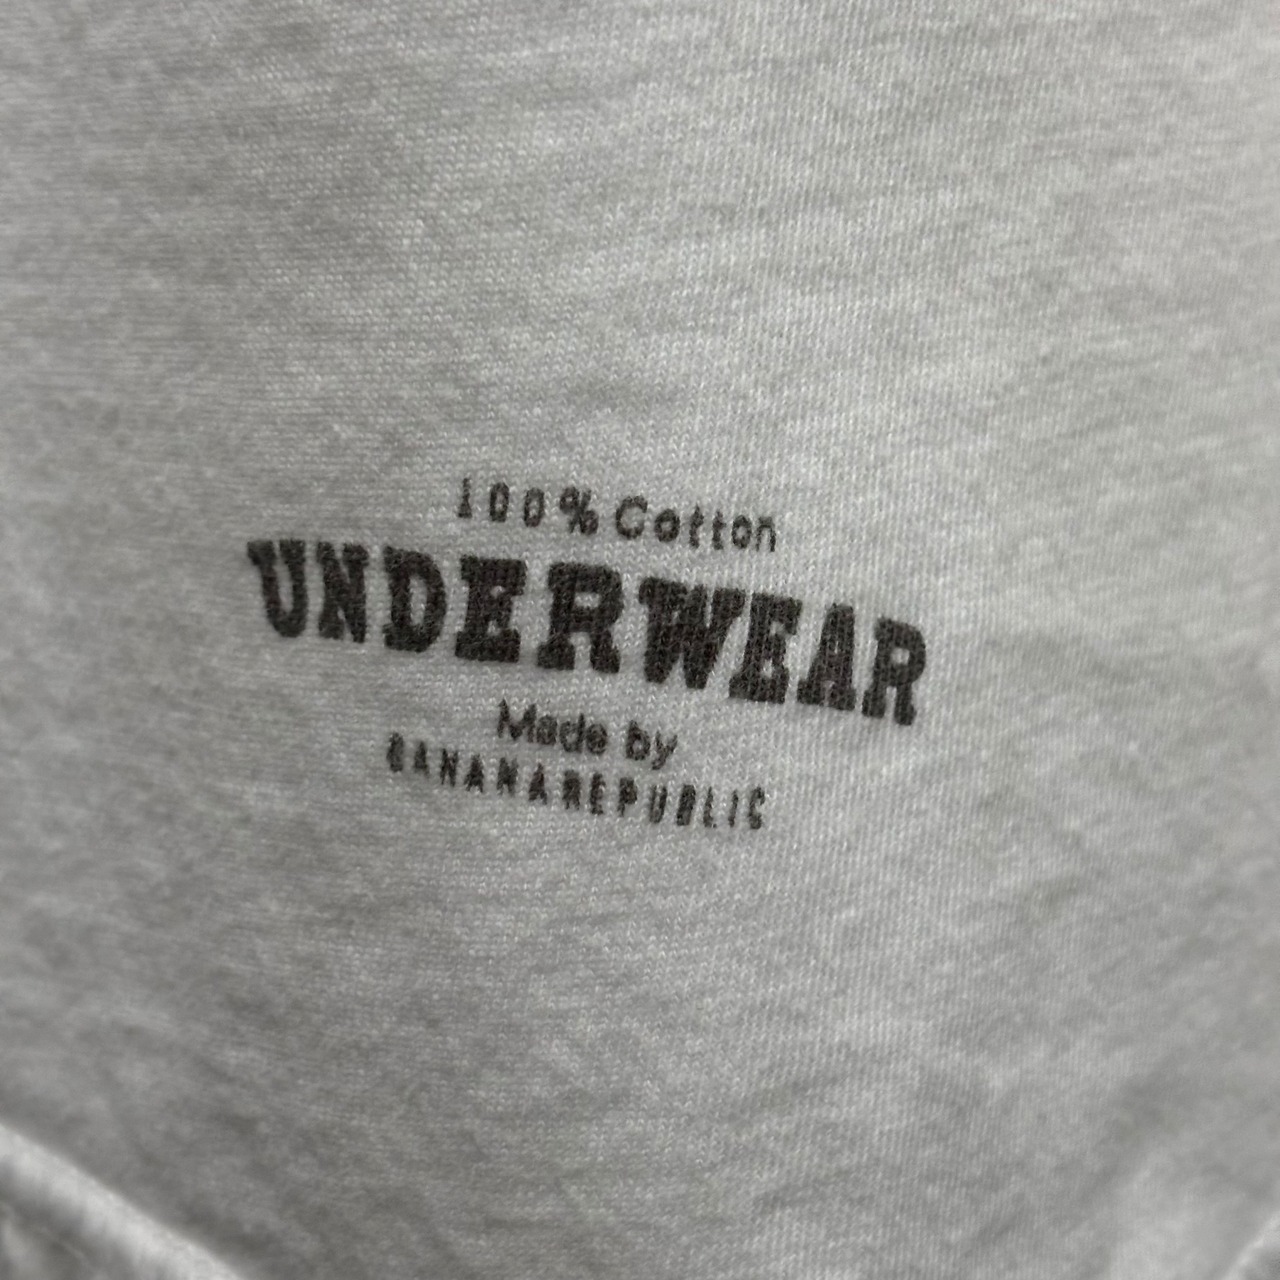 100% Cotton
UNDERWEAR
Made by
BANANAREPUBLIC